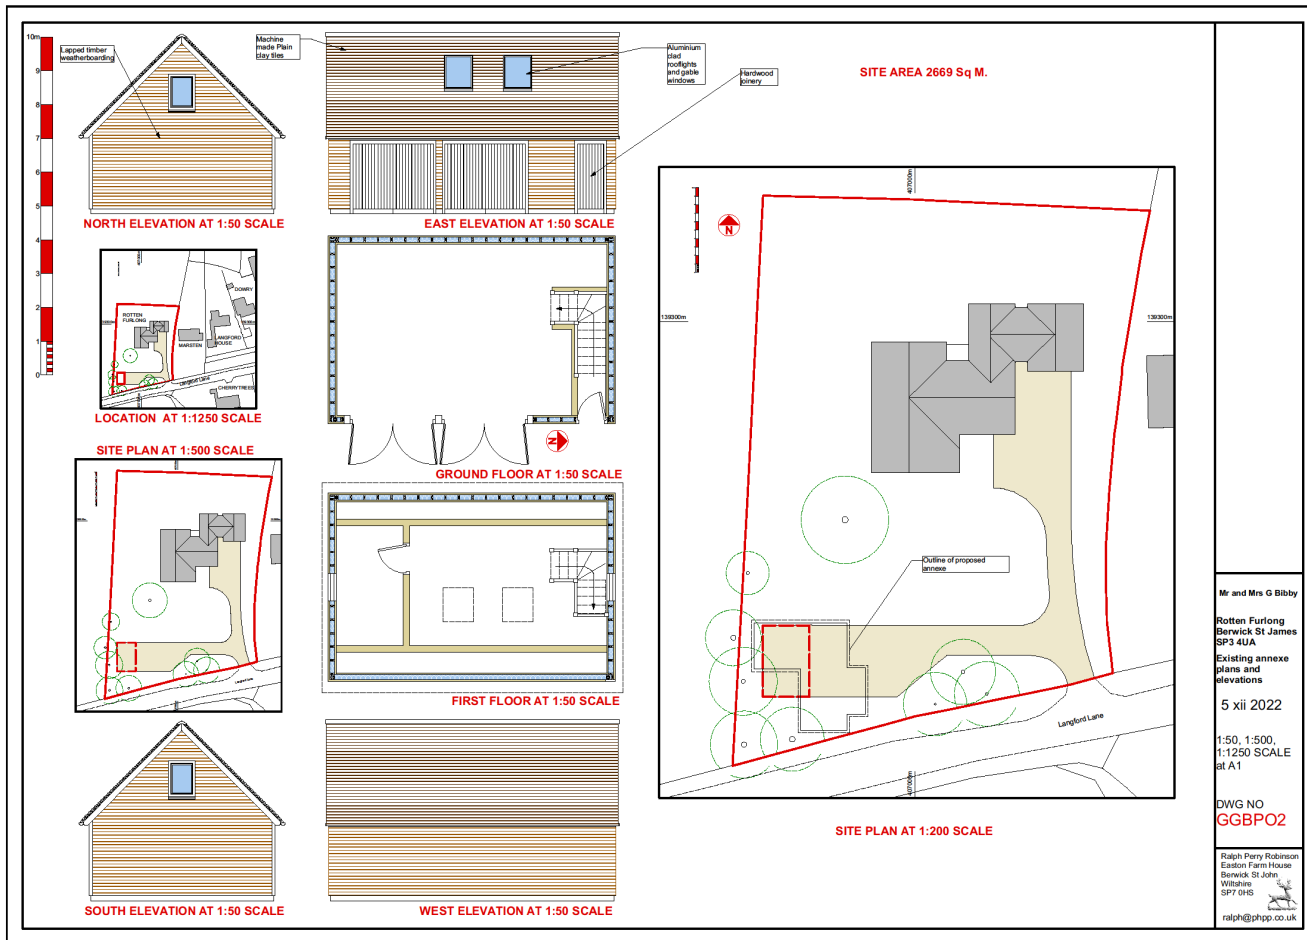 10m
9
8
7
6
5
4
3
2
1
0
Lapped timber
weatherboarding
NORTH ELEVATION AT 1:50 SCALE
Machine
made Plain
clay tiles
Aluminium
clad
rooflights
and gable
windows
Hardwood
joinery
EAST ELEVATION AT 1:50 SCALE
SITE AREA 2669 Sq M.
ROTTEN
FURLONG
DOWRY
MARSTEN
LANGFORD
HOUSE
Langford Lane
CHERRYTREES
LOCATION AT 1:1250 SCALE
N
GROUND FLOOR AT 1:50 SCALE
SITE PLAN AT 1:500 SCALE
Langford Lane
FIRST FLOOR AT 1:50 SCALE
SOUTH ELEVATION AT 1:50 SCALE
WEST ELEVATION AT 1:50 SCALE
407000m
N
139300m
139300m
Outline of proposed
annexe
Langford Lane
407000m
SITE PLAN AT 1:200 SCALE
Mr and Mrs G Bibby
Rotten Furlong
Berwick St James
SP3 4UA
Existing annexe
plans and
elevations
5 xii 2022
1:50, 1:500,
1:1250 SCALE
at A1
DWG NO
GGBPO2
Ralph Perry Robinson
Easton Farm House
Berwick St John
Wiltshire
SP7 0HS
ralph@phpp.co.uk